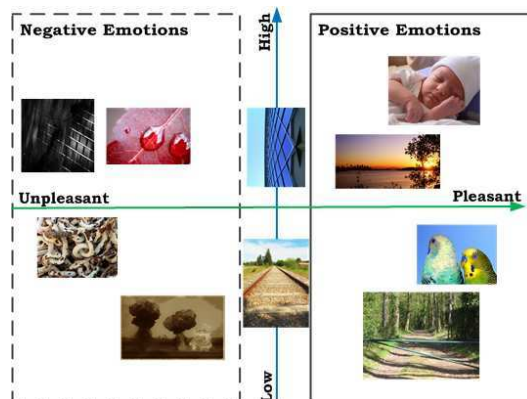 Negative Emotions
High
Positive Emotions
Unpleasant
Pleasant
Low